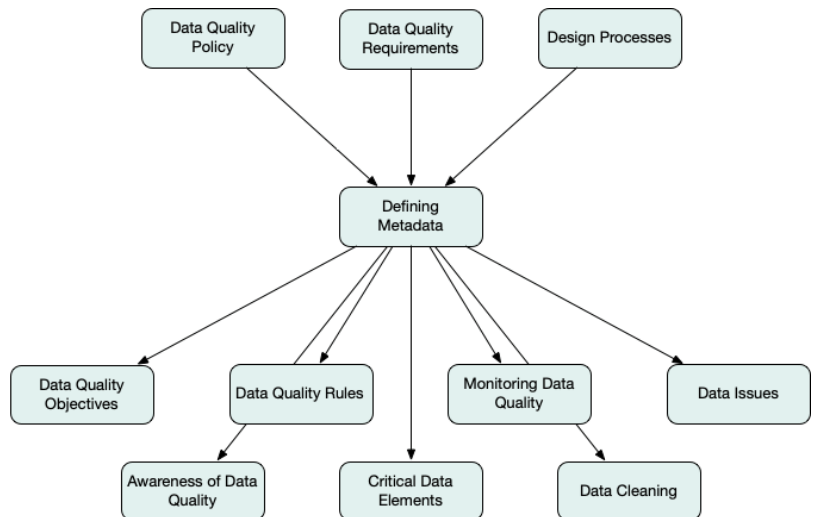 Data Quality
Policy
Data Quality
Requirements
Design Processes
Defining
Metadata
Data Quality
Objectives
Data Quality Rules
Monitoring Data
Quality
Data Issues
Awareness of Data
Quality
Critical Data
Elements
Data Cleaning